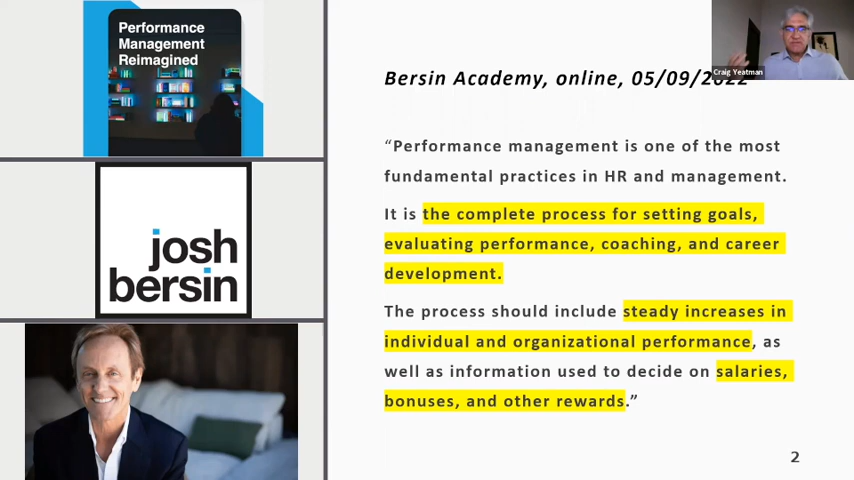 Performance
Management
Reimagined
josh
bersin
Craig Yeatman
Bersin Academy, online, 05/09/2022
“Performance management is one of the most
fundamental practices in HR and management.
It is the complete process for setting goals,
evaluating performance, coaching, and career
development.
The process should include steady increases in
individual and organizational performance, as
well as information used to decide on salaries,
bonuses, and other rewards.”
2